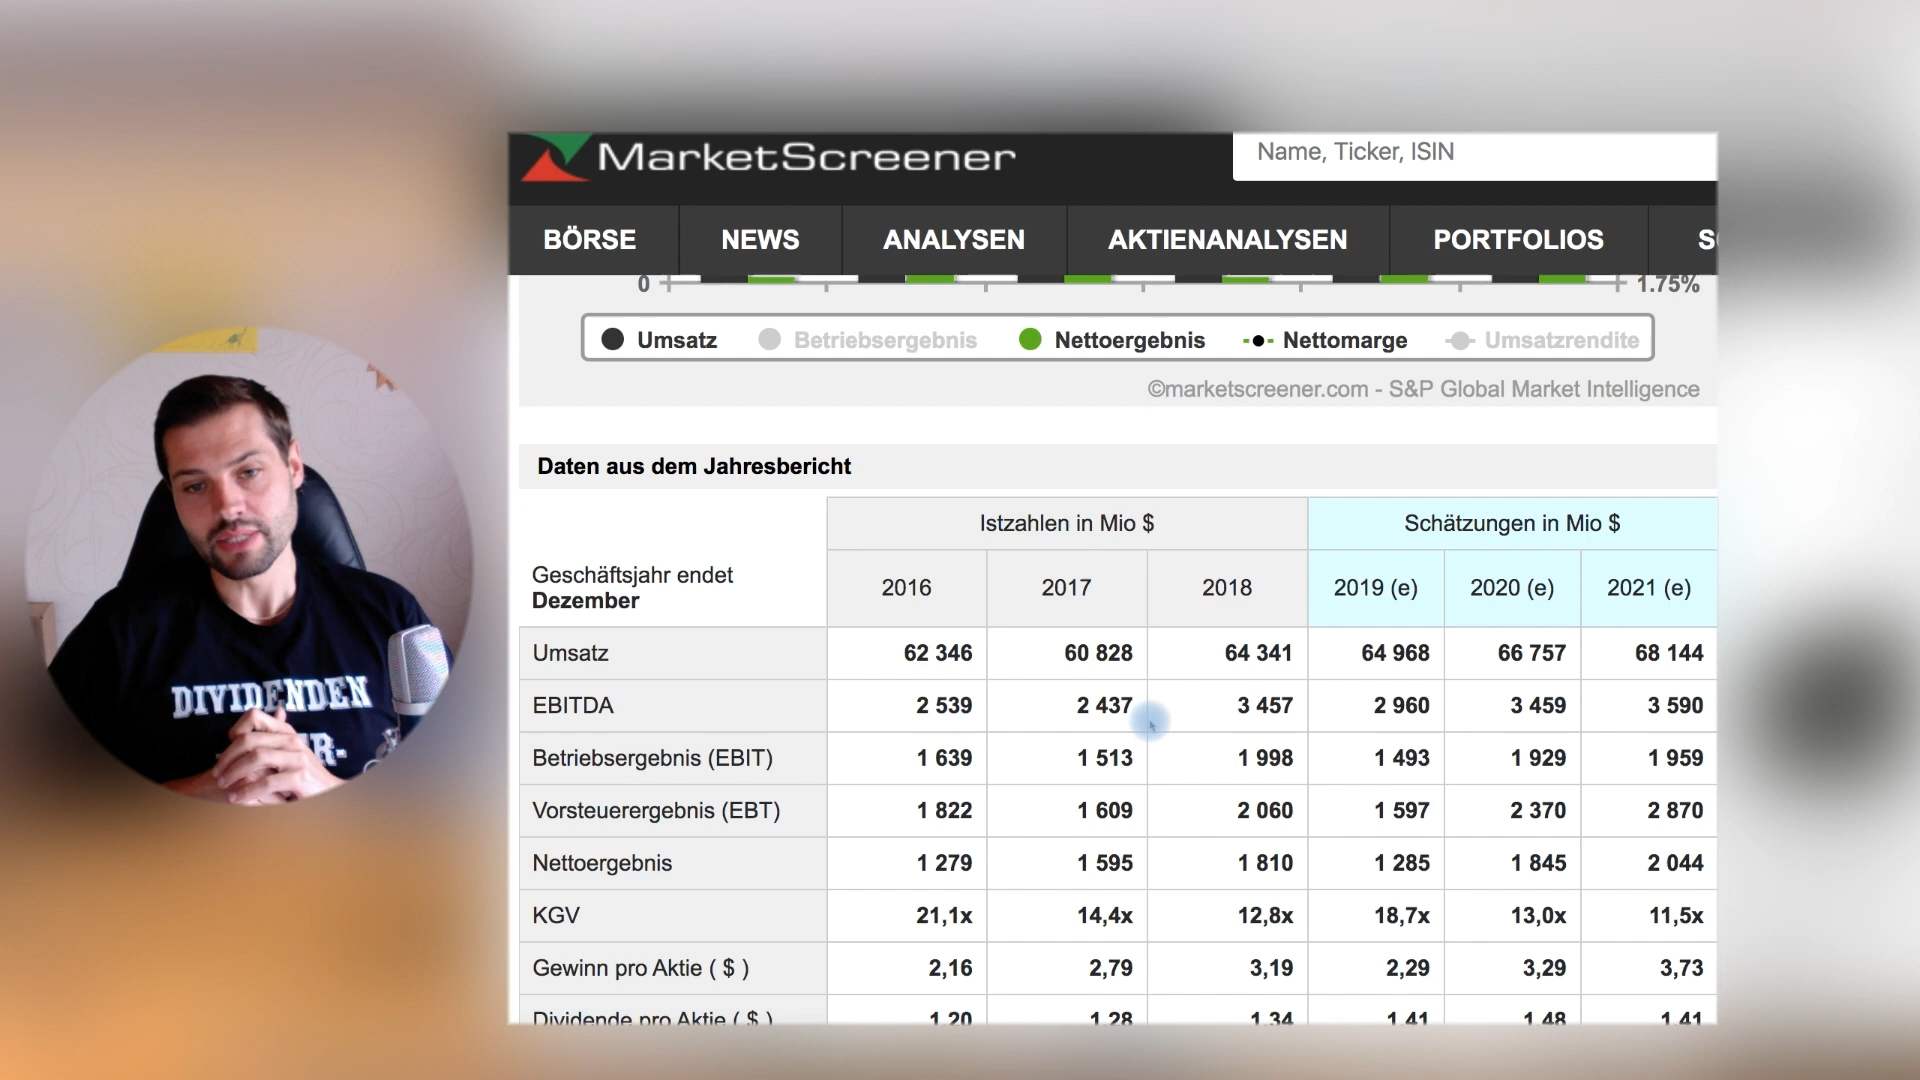 MarketScreener
Name, Ticker, ISIN
BÖRSE NEWS ANALYSEN AKTIENANALYSEN PORTFOLIOS
0 1.75%
Umsatz Betriebsergebnis Nettoergebnis Nettomarge Umsatzrendite
©marketscreener.com - S&P Global Market Intelligence
Daten aus dem Jahresbericht
Istzahlen in Mio $ Schätzungen in Mio $
Geschäftsjahr endet
Dezember
2016 2017 2018 2019 (e) 2020 (e) 2021 (e)
Umsatz 62 346 60 828 64 341 64 968 66 757 68 144
EBITDA 2 539 2 437 3 457 2 960 3 459 3 590
Betriebsergebnis (EBIT) 1 639 1 513 1 998 1 493 1 929 1 959
Vorsteuerergebnis (EBT) 1 822 1 609 2 060 1 597 2 370 2 870
Nettoergebnis 1 279 1 595 1 810 1 285 1 845 2 044
KGV 21,1x 14,4x 12,8x 18,7x 13,0x 11,5x
Gewinn pro Aktie ( $ ) 2,16 2,79 3,19 2,29 3,29 3,73
Dividende pro Aktie ( $ ) 1,20 1,28 1,34 1,41 1,48 1,41
DIVIDENDEN